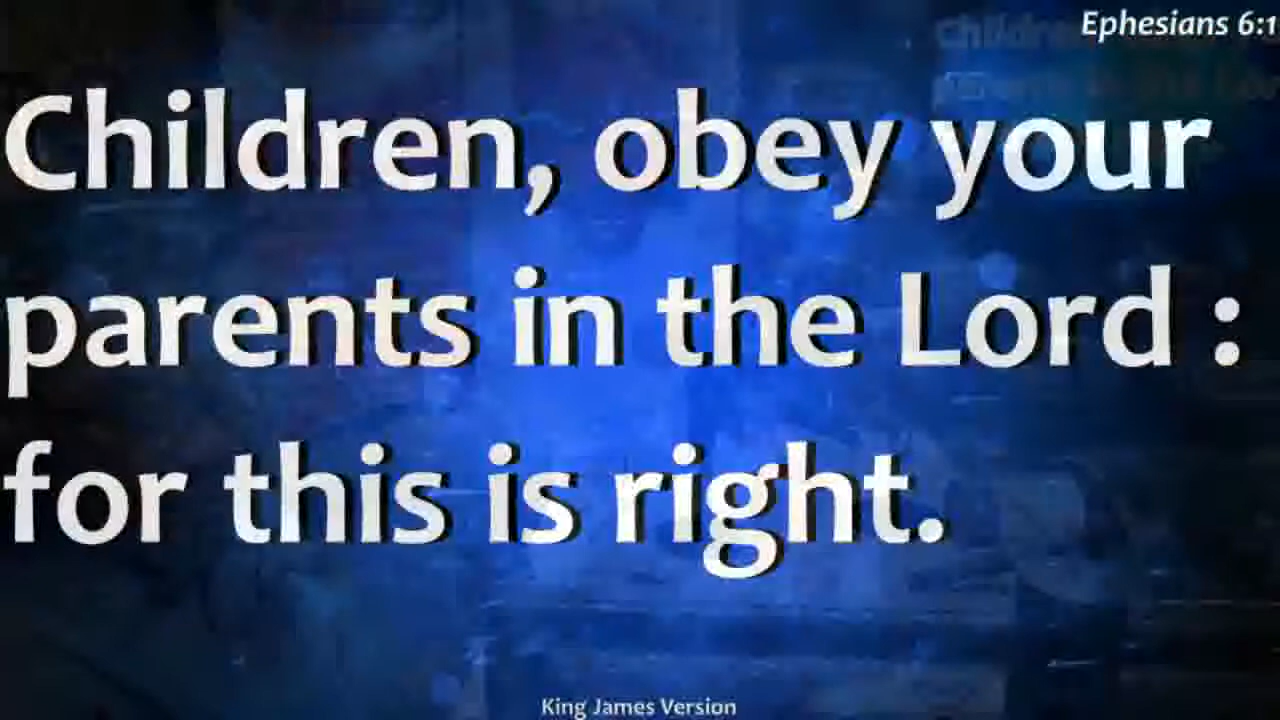 Ephesians 6:1
Children, obey your
parents in the Lord :
for this is right.
King James Version